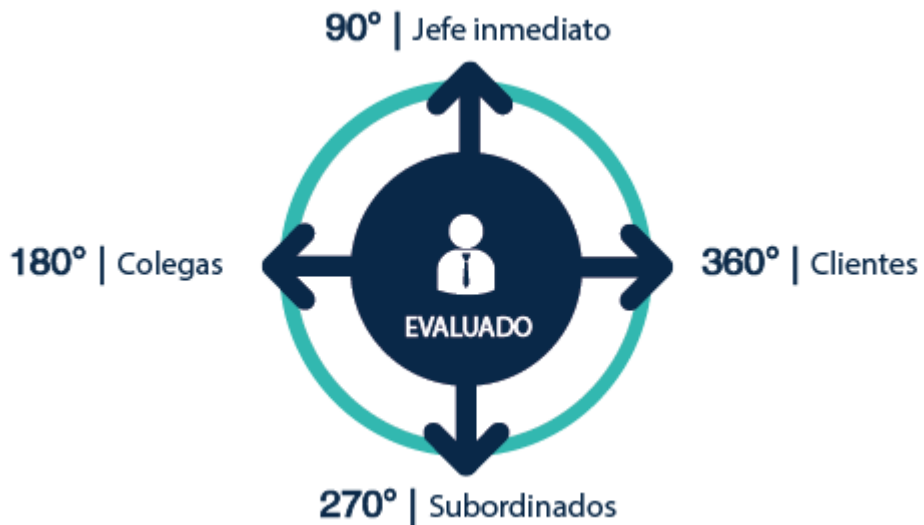 90° | Jefe inmediato
180° | Colegas
EVALUADO
360° | Clientes
270° | Subordinados